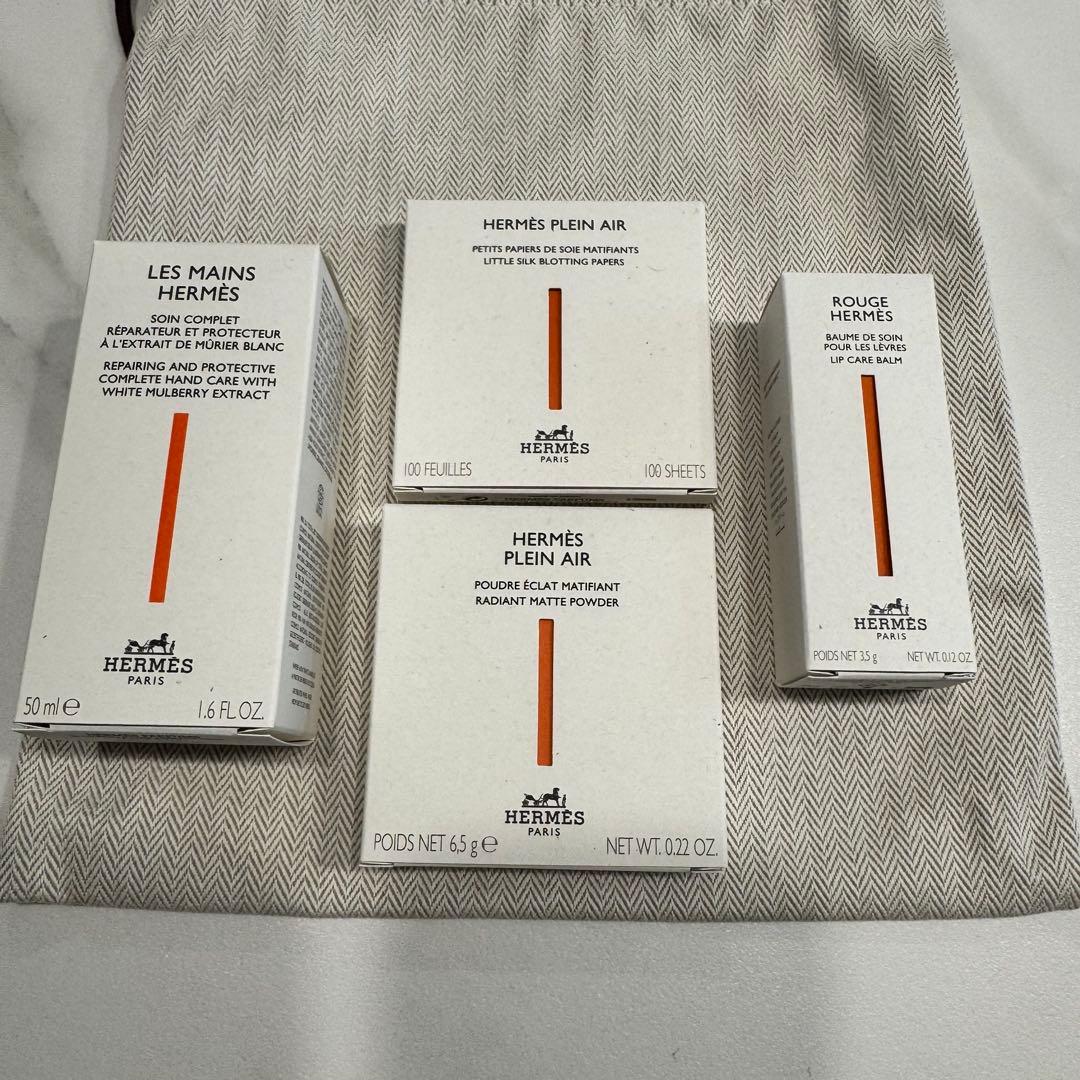 LES MAINS
HERMÈS
SOIN COMPLET
RÉPARATEUR ET PROTECTEUR
À L'EXTRAIT DE MÛRIER BLANC
REPAIRING AND PROTECTIVE
COMPLETE HAND CARE WITH
WHITE MULBERRY EXTRACT
HERMÈS
PARIS
50 ml ℮
1.6 FL OZ.
HERMÈS PLEIN AIR
PETITS PAPIERS DE SOIE MATIFIANTS
LITTLE SILK BLOTTING PAPERS
HERMÈS
PARIS
100 FEUILLES
100 SHEETS
HERMÈS
PLEIN AIR
POUDRE ÉCLAT MATIFIANT
RADIANT MATTE POWDER
HERMÈS
PARIS
POIDS NET 6,5 g ℮
NET WT. 0.22 OZ.
ROUGE
HERMÈS
BAUME DE SOIN
POUR LES LÈVRES
LIP CARE BALM
HERMÈS
PARIS
POIDS NET 3,5 g
NET WT. 0.12 OZ.